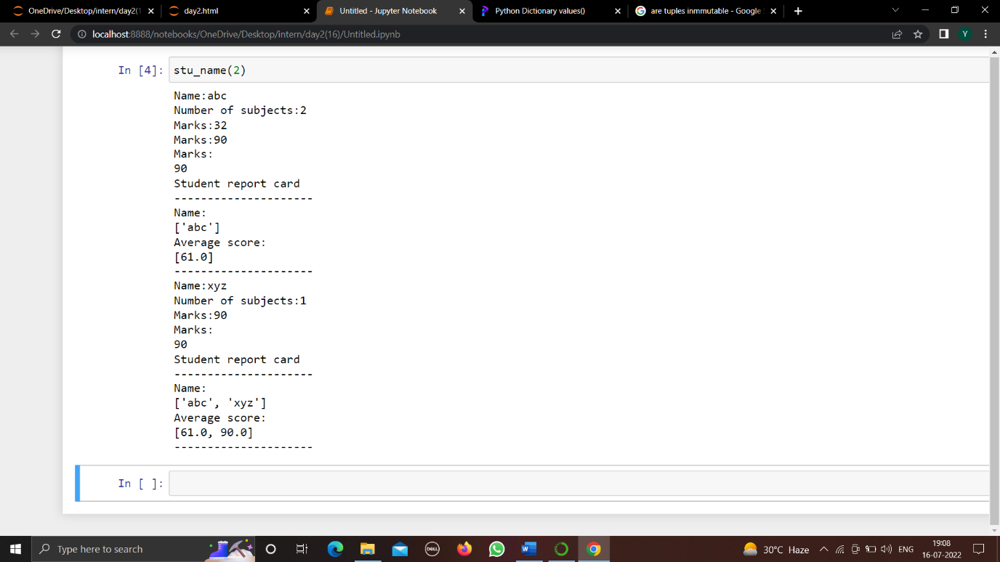 OneDrive/Desktop/intern/day2(1
day2.html
Untitled - Jupyter Notebook
Python Dictionary values()
are tuples inmmutable - Google
localhost:8888/notebooks/OneDrive/Desktop/intern/day2(16)/Untitled.ipynb
Y
In [4]: stu_name(2)
Name:abc
Number of subjects:2
Marks:32
Marks:90
Marks:
90
Student report card
---------------------
Name:
['abc']
Average score:
[61.0]
---------------------
Name:xyz
Number of subjects:1
Marks:90
Marks:
90
Student report card
---------------------
Name:
['abc', 'xyz']
Average score:
[61.0, 90.0]
---------------------
In [ ]:
Type here to search
DELL
W
30°C Haze
ENG
19:08
16-07-2022